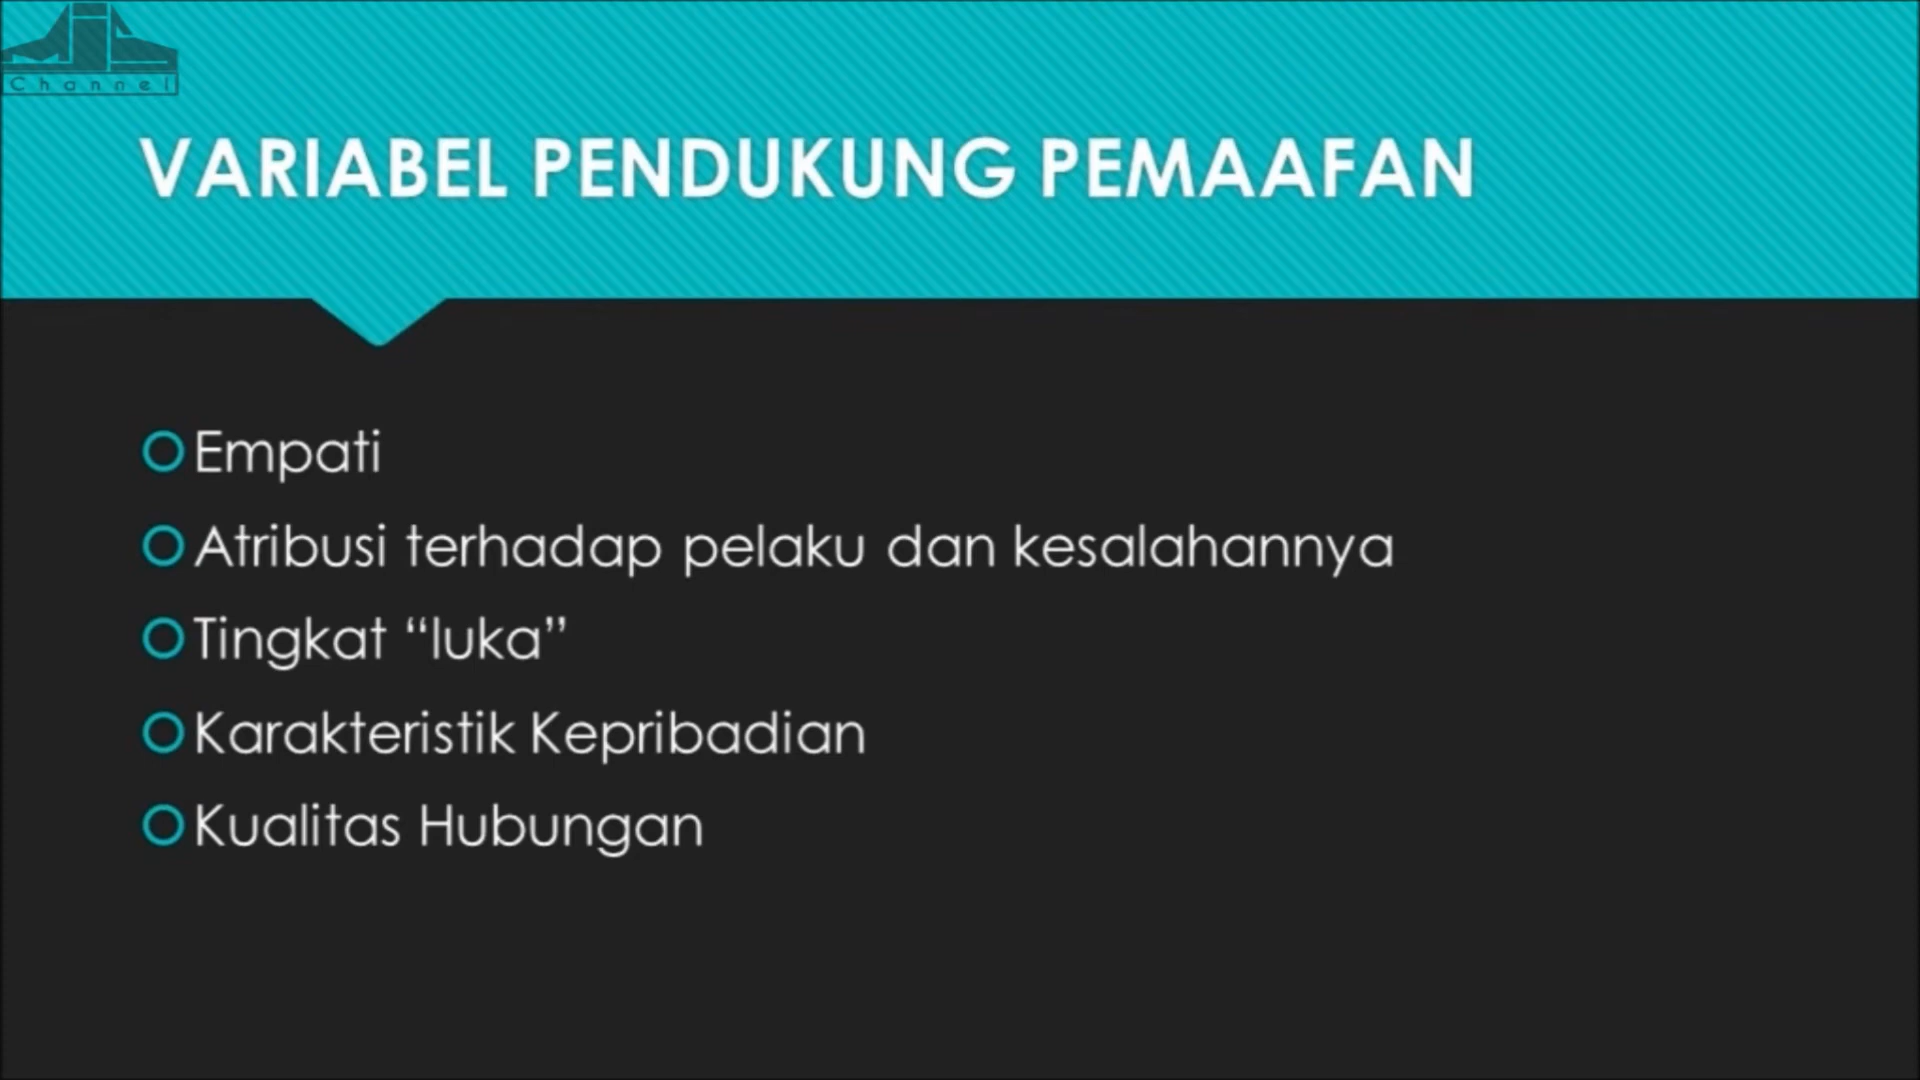 Channel
VARIABEL PENDUKUNG PEMAAFAN
Empati
Atribusi terhadap pelaku dan kesalahannya
Tingkat “luka”
Karakteristik Kepribadian
Kualitas Hubungan